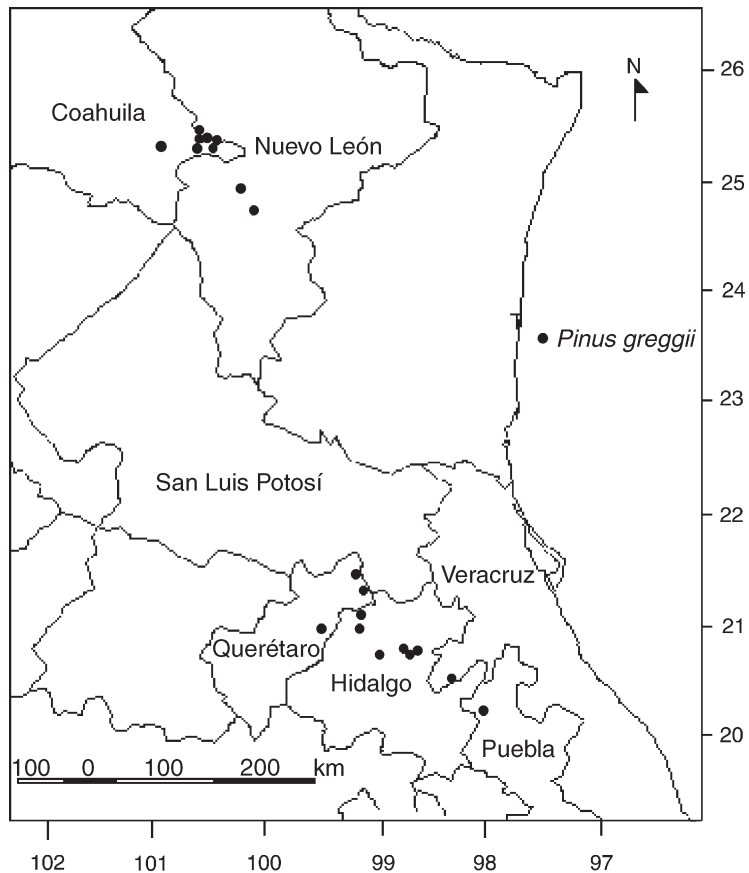 26
N
Coahuila
Nuevo León
25
24
Pinus greggii
23
San Luis Potosí
22
Veracruz
21
Querétaro
Hidalgo
20
Puebla
100 0 100 200 km
102 101 100 99 98 97